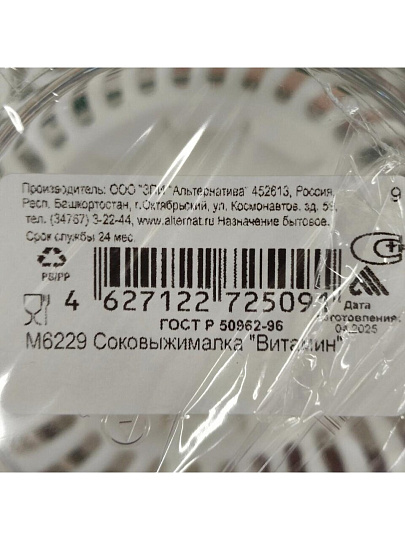 Производитель: ООО "ЗПИ "Альтернатива" 452613, Россия,
Респ. Башкортостан, г.Октябрьский, ул. Космонавтов, зд. 59,
тел. (34767) 3-22-44, www.alternat.ru Назначение бытовое.
Срок службы 24 мес.
PS/PP
4 627122 725091
Дата
изготовления:
04.2025
ГОСТ Р 50962-96
М6229 Соковыжималка "Витамин"